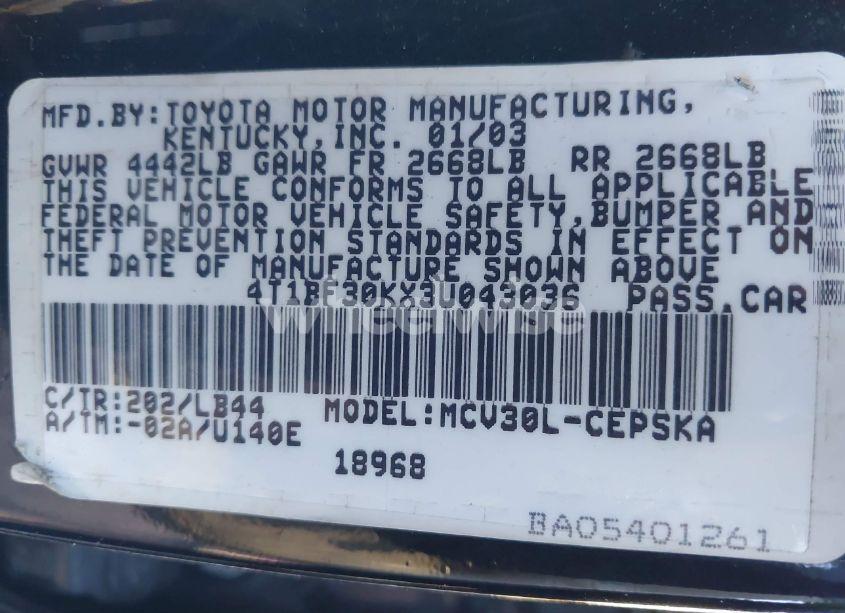 MFD.BY:TOYOTA MOTOR MANUFACTURING,
KENTUCKY,INC. 01/03
GVWR 4442LB GAWR FR 2668LB RR 2668LB
THIS VEHICLE CONFORMS TO ALL APPLICABLE
FEDERAL MOTOR VEHICLE SAFETY,BUMPER AND
THEFT PREVENTION STANDARDS IN EFFECT ON
THE DATE OF MANUFACTURE SHOWN ABOVE
4T1BF30KX3U043036 PASS.CAR
wheelwise
C/TR:202/LB44 MODEL:MCV30L-CEPSKA
A/TM:-02A/U140E
18968
BA05401261